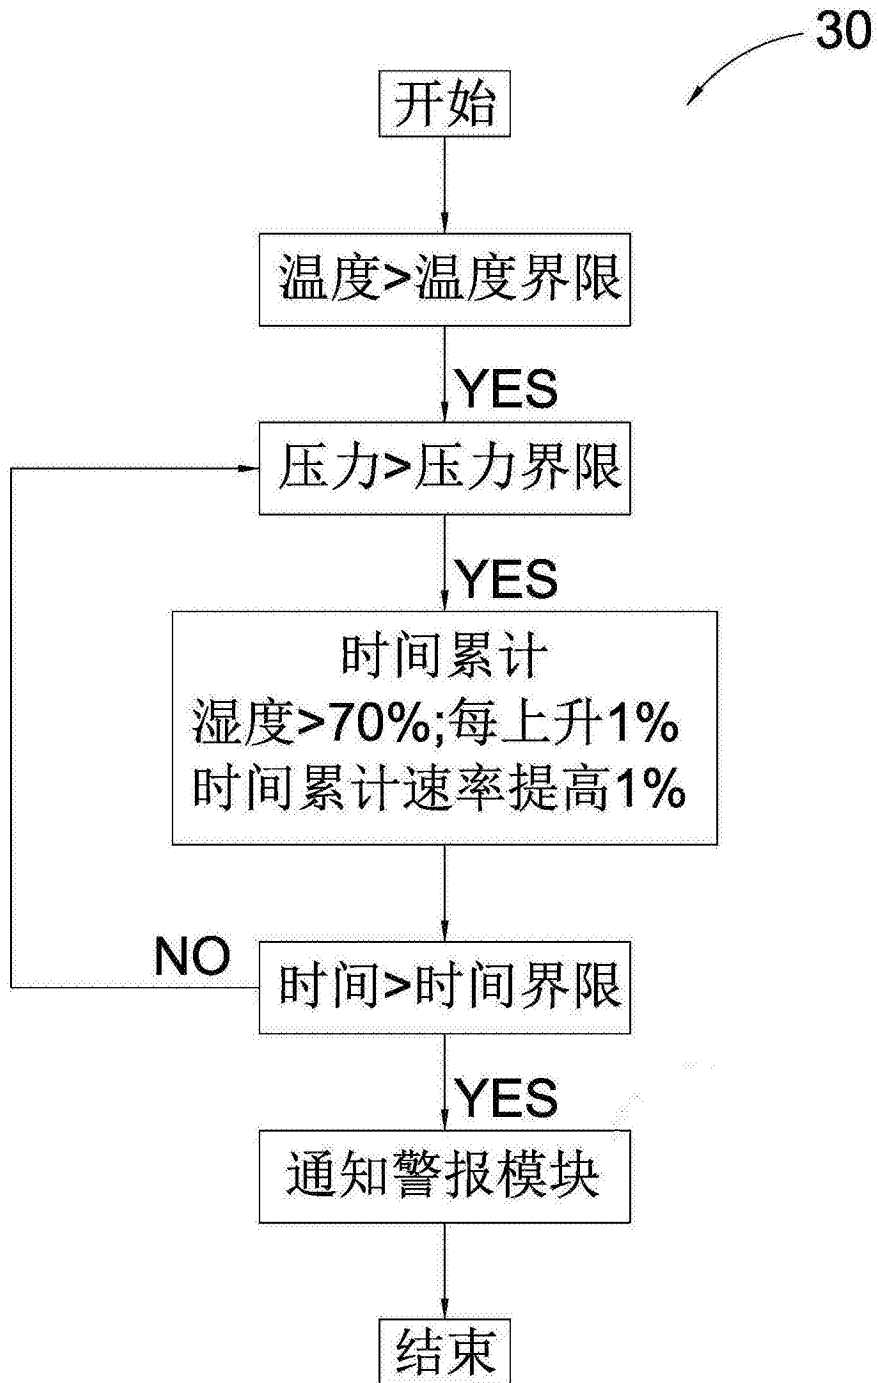 30
开始
温度>温度界限
YES
压力>压力界限
YES
时间累计
湿度>70%;每上升1%
时间累计速率提高1%
NO
时间>时间界限
YES
通知警报模块
结束